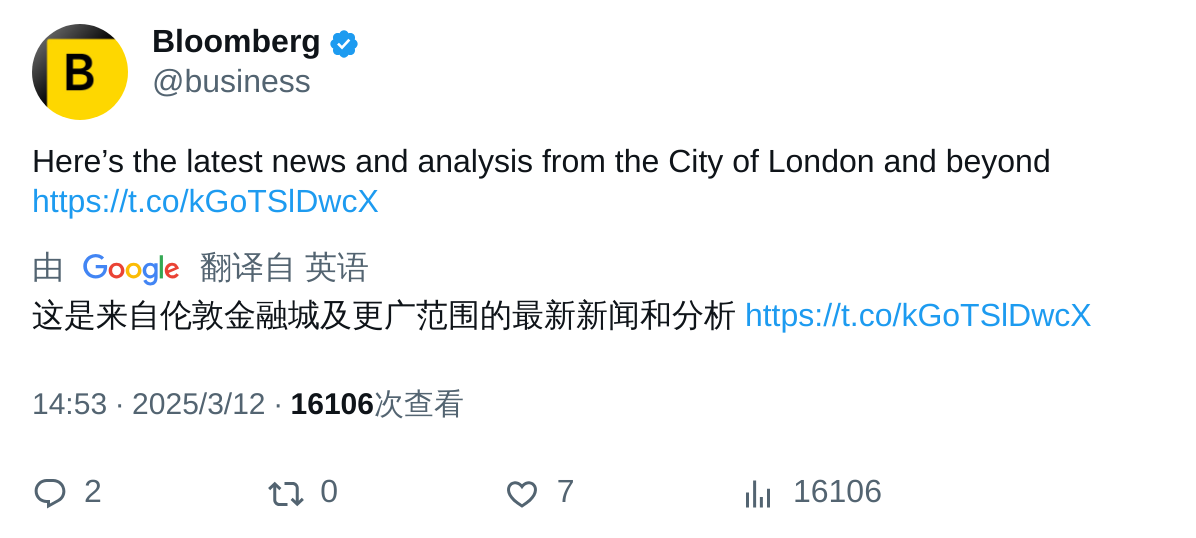 B
Bloomberg
@business
Here’s the latest news and analysis from the City of London and beyond
https://t.co/kGoTSlDwcX
由 Google 翻译自 英语
这是来自伦敦金融城及更广范围的最新新闻和分析 https://t.co/kGoTSlDwcX
14:53 · 2025/3/12 · 16106次查看
2 0 7 16106